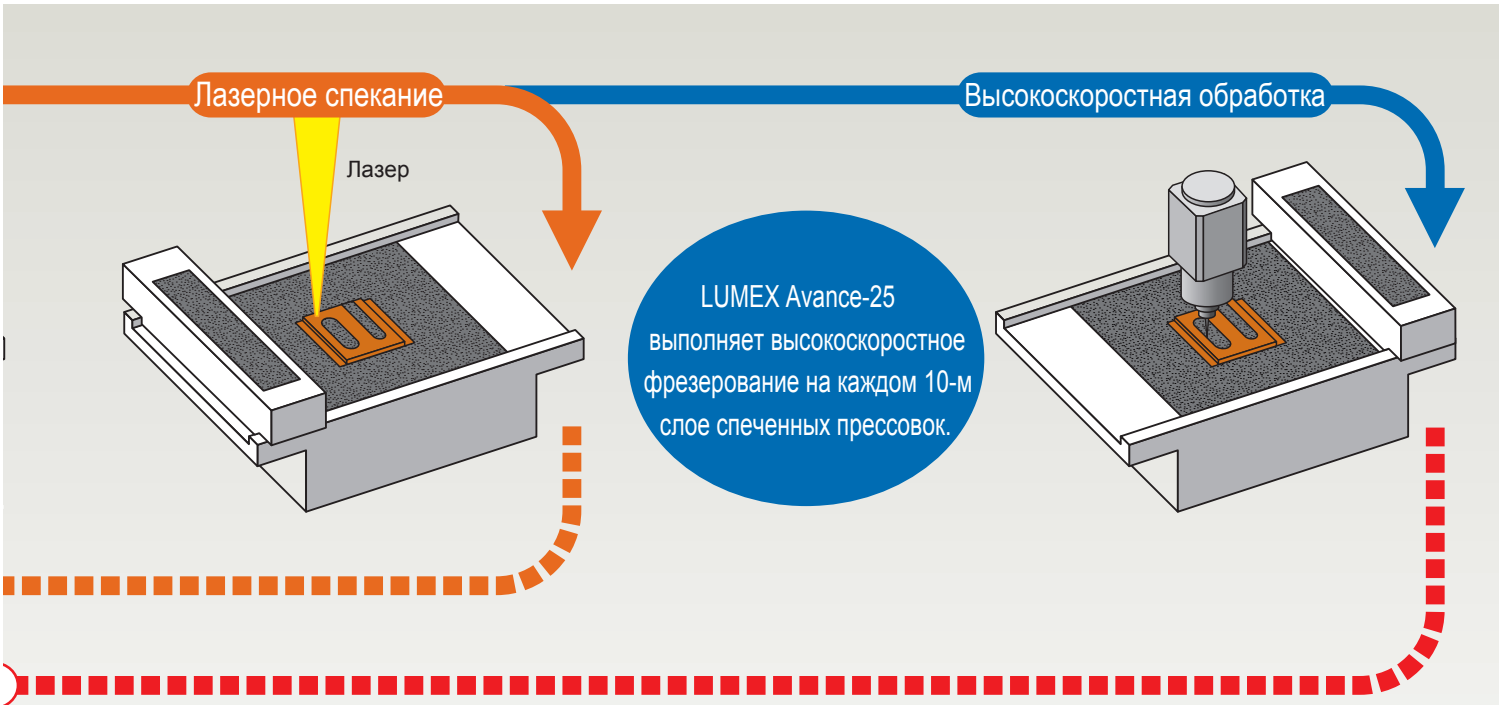 Лазерное спекание
Высокоскоростная обработка
Лазер
LUMEX Avance-25
выполняет высокоскоростное
фрезерование на каждом 10-м
слое спеченных прессовок.